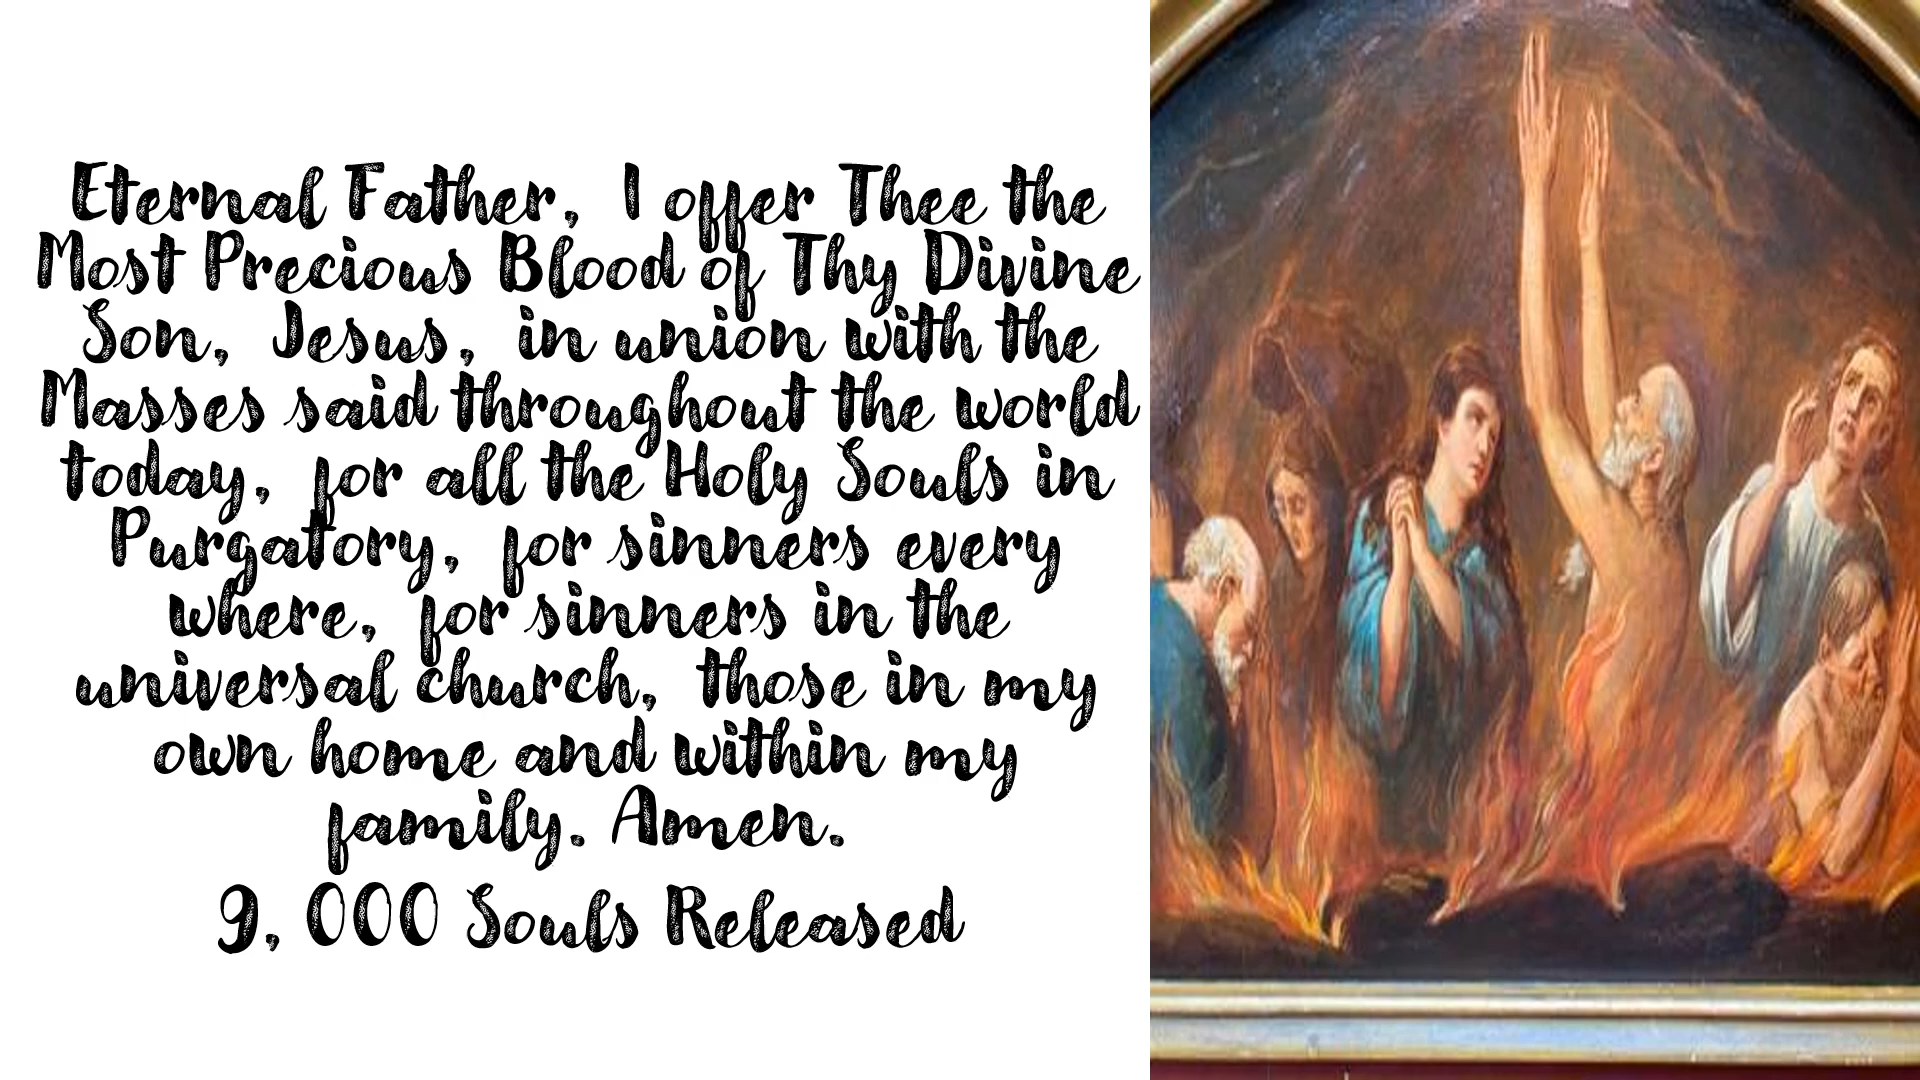 Eternal Father, I offer Thee the
Most Precious Blood of Thy Divine
Son, Jesus, in union with the
Masses said throughout the world
today, for all the Holy Souls in
Purgatory, for sinners every
where, for sinners in the
universal church, those in my
own home and within my
family. Amen.
9,000 Souls Released